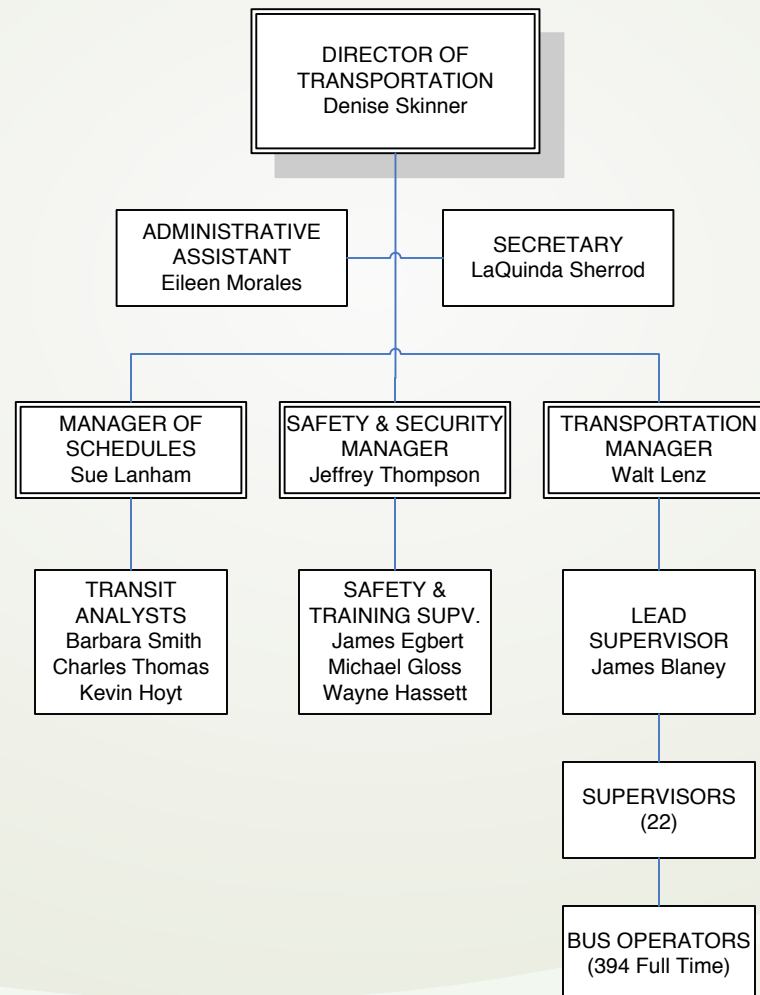 DIRECTOR OF
TRANSPORTATION
Denise Skinner
ADMINISTRATIVE
ASSISTANT
Eileen Morales
SECRETARY
LaQuinda Sherrod
MANAGER OF
SCHEDULES
Sue Lanham
SAFETY & SECURITY
MANAGER
Jeffrey Thompson
TRANSPORTATION
MANAGER
Walt Lenz
TRANSIT
ANALYSTS
Barbara Smith
Charles Thomas
Kevin Hoyt
SAFETY &
TRAINING SUPV.
James Egbert
Michael Gloss
Wayne Hassett
LEAD
SUPERVISOR
James Blaney
SUPERVISORS
(22)
BUS OPERATORS
(394 Full Time)